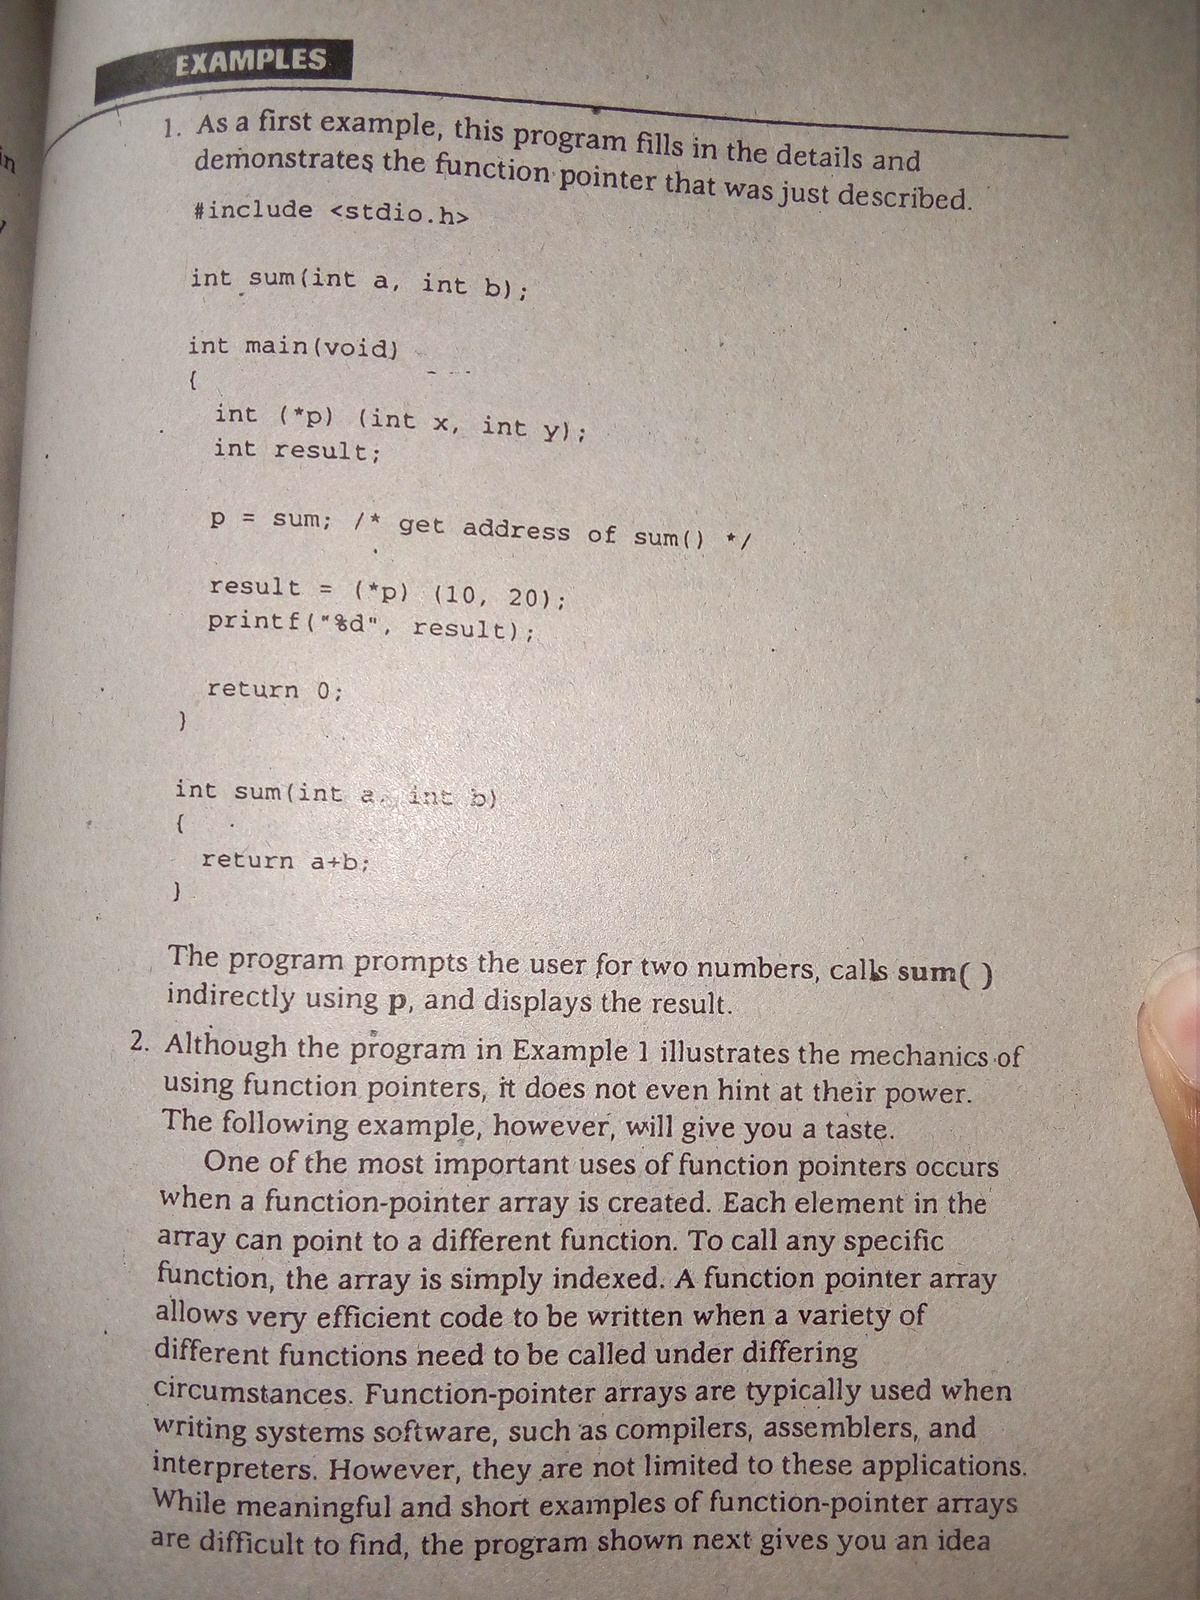 in
EXAMPLES
1. As a first example, this program fills in the details and
demonstrates the function pointer that was just described.
#include <stdio.h>
int sum(int a, int b);
int main(void)
{
int (*p) (int x, int y);
int result;
p = sum; /* get address of sum() */
result = (*p) (10, 20);
printf("%d", result);
return 0;
}
int sum(int a, int b)
{
return a+b;
}
The program prompts the user for two numbers, calls sum( )
indirectly using p, and displays the result.
2. Although the program in Example 1 illustrates the mechanics of
using function pointers, it does not even hint at their power.
The following example, however, will give you a taste.
One of the most important uses of function pointers occurs
when a function-pointer array is created. Each element in the
array can point to a different function. To call any specific
function, the array is simply indexed. A function pointer array
allows very efficient code to be written when a variety of
different functions need to be called under differing
circumstances. Function-pointer arrays are typically used when
writing systems software, such as compilers, assemblers, and
interpreters. However, they are not limited to these applications.
While meaningful and short examples of function-pointer arrays
are difficult to find, the program shown next gives you an idea